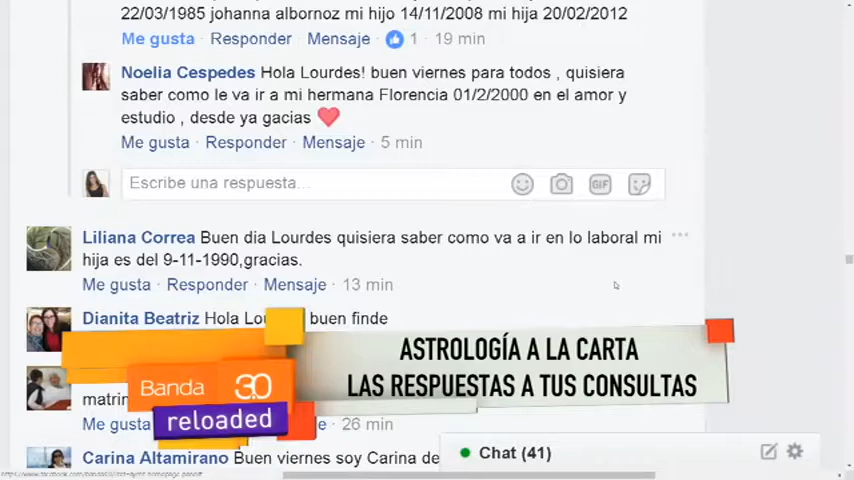 22/03/1985 johanna albornoz mi hijo 14/11/2008 mi hija 20/02/2012
Me gusta · Responder · Mensaje · 1 · 19 min
Noelia Cespedes Hola Lourdes! buen viernes para todos , quisiera
saber como le va ir a mi hermana Florencia 01/2/2000 en el amor y
estudio , desde ya gacias
Me gusta · Responder · Mensaje · 5 min
Escribe una respuesta...
GIF
Liliana Correa Buen dia Lourdes quisiera saber como va a ir en lo laboral mi
hija es del 9-11-1990,gracias.
Me gusta · Responder · Mensaje · 13 min
Dianita Beatriz Hola buen finde
ASTROLOGÍA A LA CARTA
LAS RESPUESTAS A TUS CONSULTAS
Banda 3.0
reloaded
Me gusta · 26 min
Carina Altamirano Buen viernes soy Carina de
Chat (41)